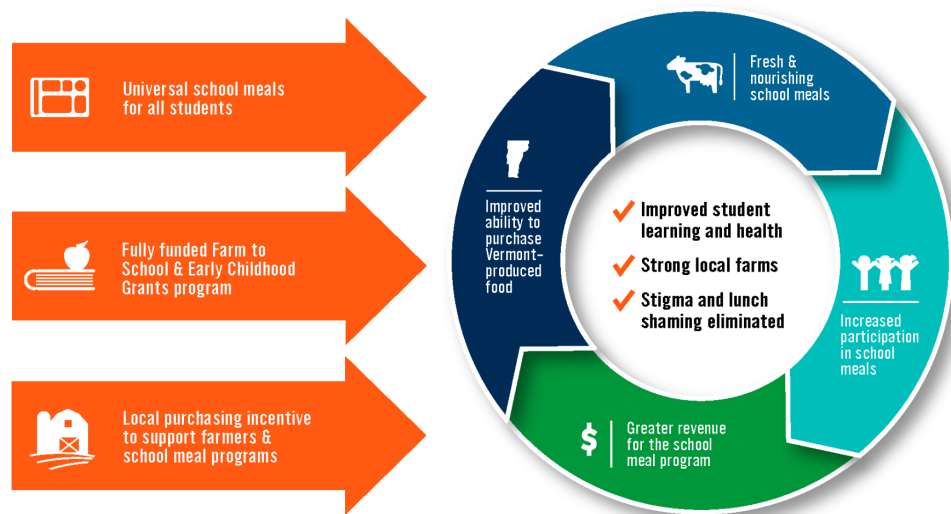 Universal school meals
for all students
Fully funded Farm to
School & Early Childhood
Grants program
Local purchasing incentive
to support farmers &
school meal programs
Fresh &
nourishing
school meals
Increased
participation
in school
meals
$
Greater revenue
for the school
meal program
Improved
ability to
purchase
Vermont-
produced
food
Improved student
learning and health
Strong local farms
Stigma and lunch
shaming eliminated